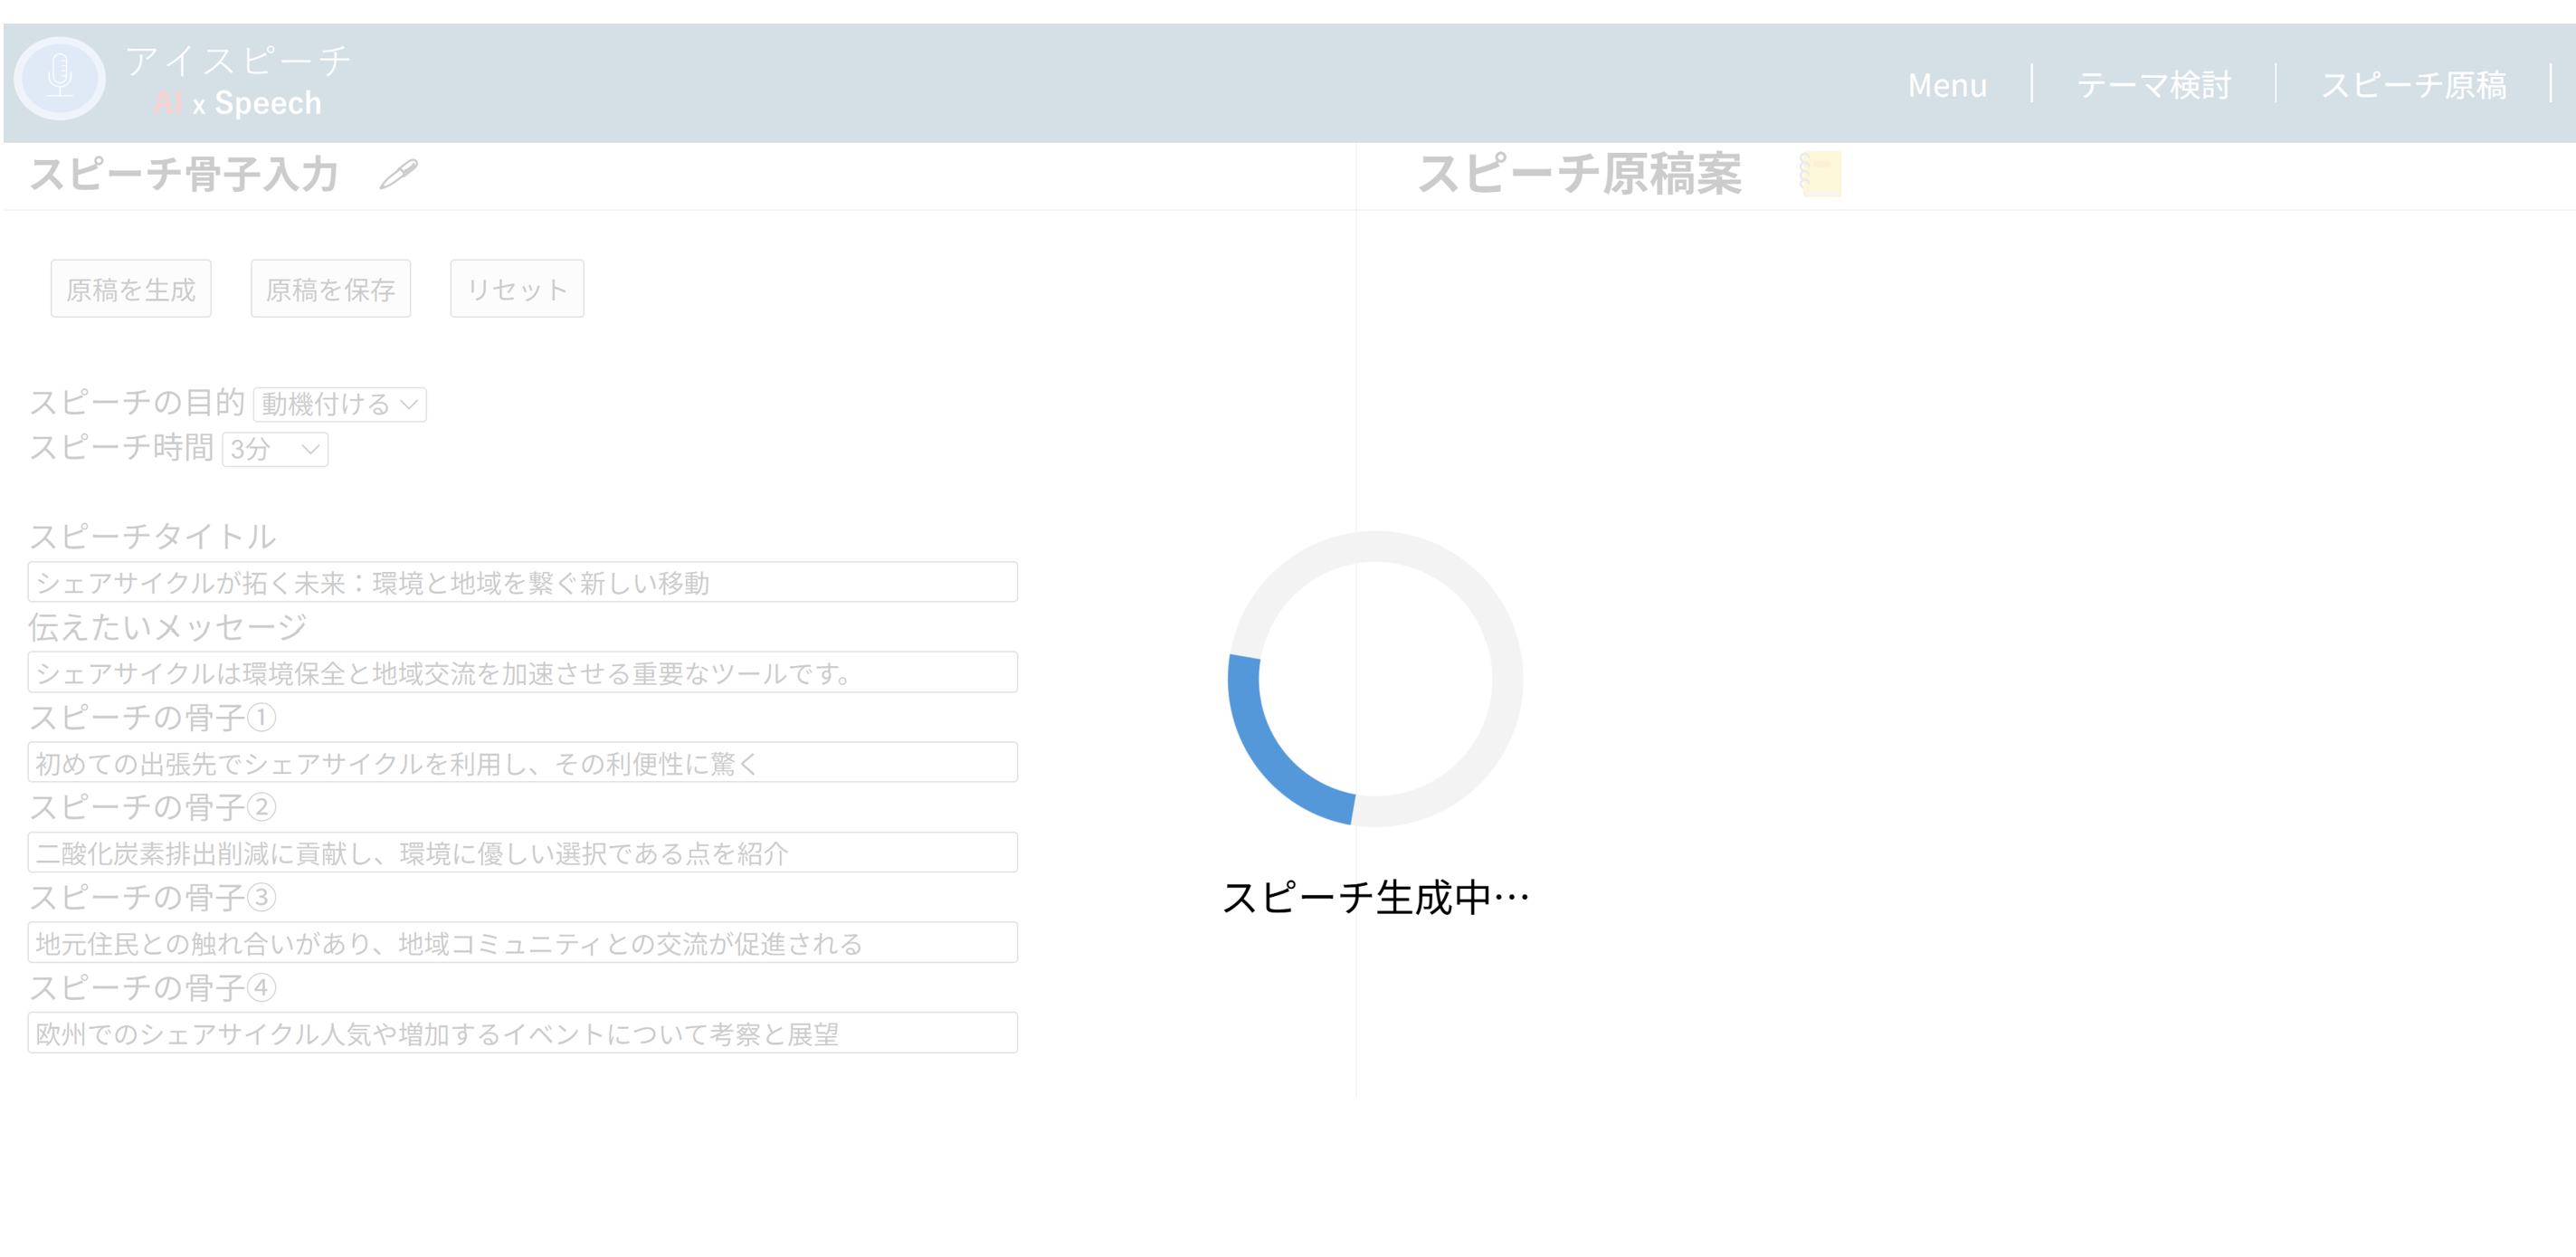 アイスピーチ
AI x Speech
Menu
テーマ検討
スピーチ原稿
スピーチ骨子入力
スピーチ原稿案
原稿を生成
原稿を保存
リセット
スピーチの目的 動機付ける
スピーチ時間 3分
スピーチタイトル
シェアサイクルが拓く未来：環境と地域を繋ぐ新しい移動
伝えたいメッセージ
シェアサイクルは環境保全と地域交流を加速させる重要なツールです。
スピーチの骨子①
初めての出張先でシェアサイクルを利用し、その利便性に驚く
スピーチの骨子②
二酸化炭素排出削減に貢献し、環境に優しい選択である点を紹介
スピーチの骨子③
地元住民との触れ合いがあり、地域コミュニティとの交流が促進される
スピーチの骨子④
欧州でのシェアサイクル人気や増加するイベントについて考察と展望
スピーチ生成中…